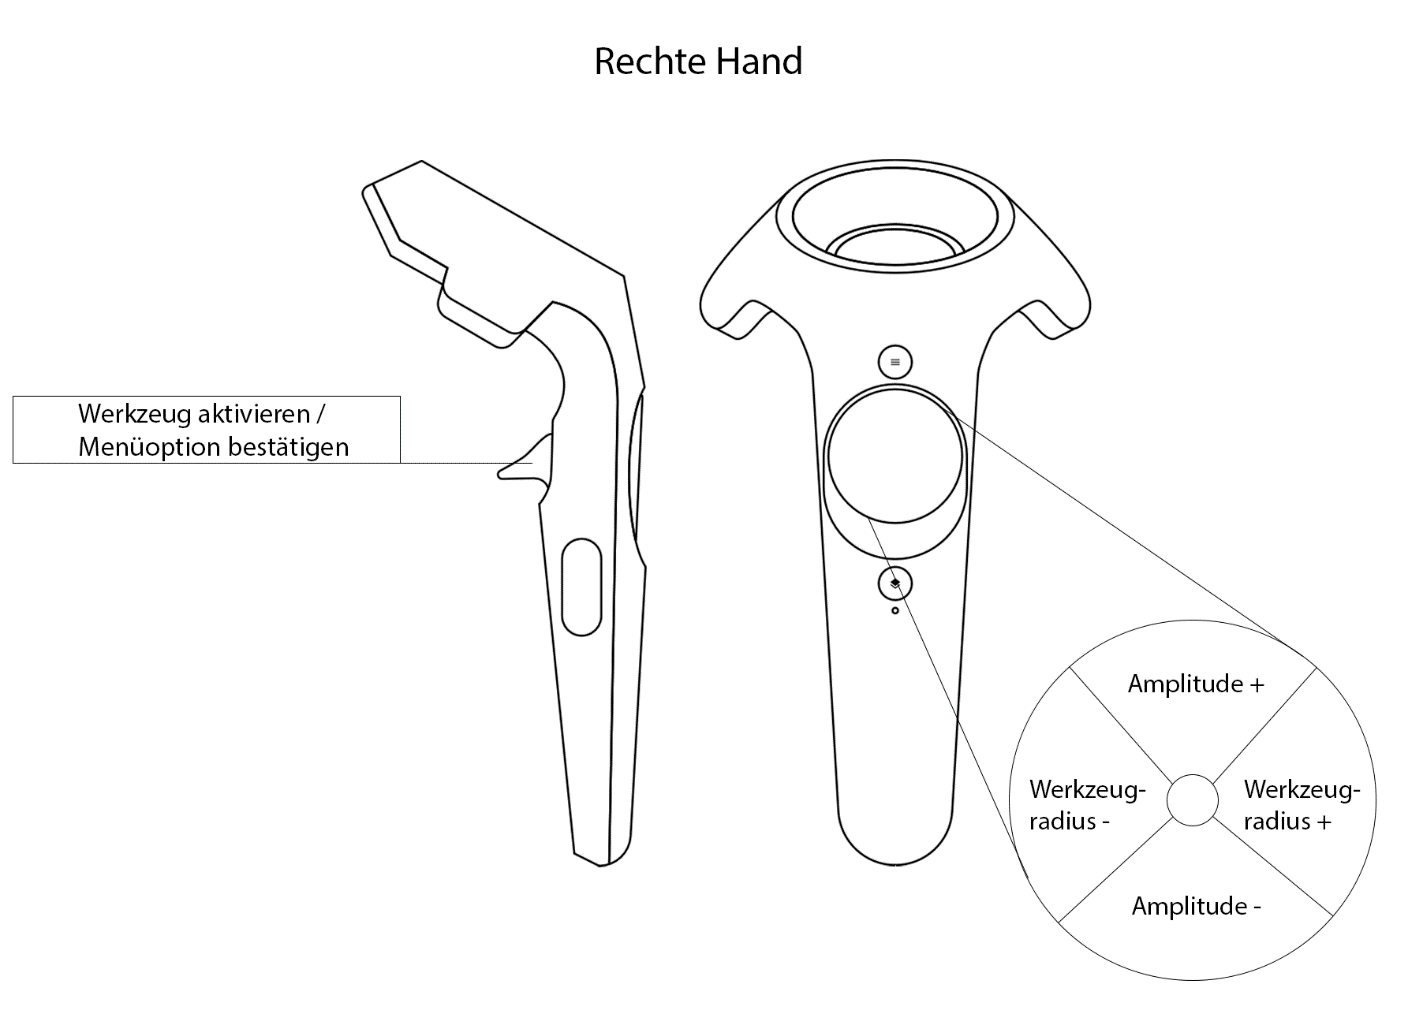 Rechte Hand
Werkzeug aktivieren /
Menüoption bestätigen
Amplitude +
Werkzeug-
radius -
Werkzeug-
radius +
Amplitude -